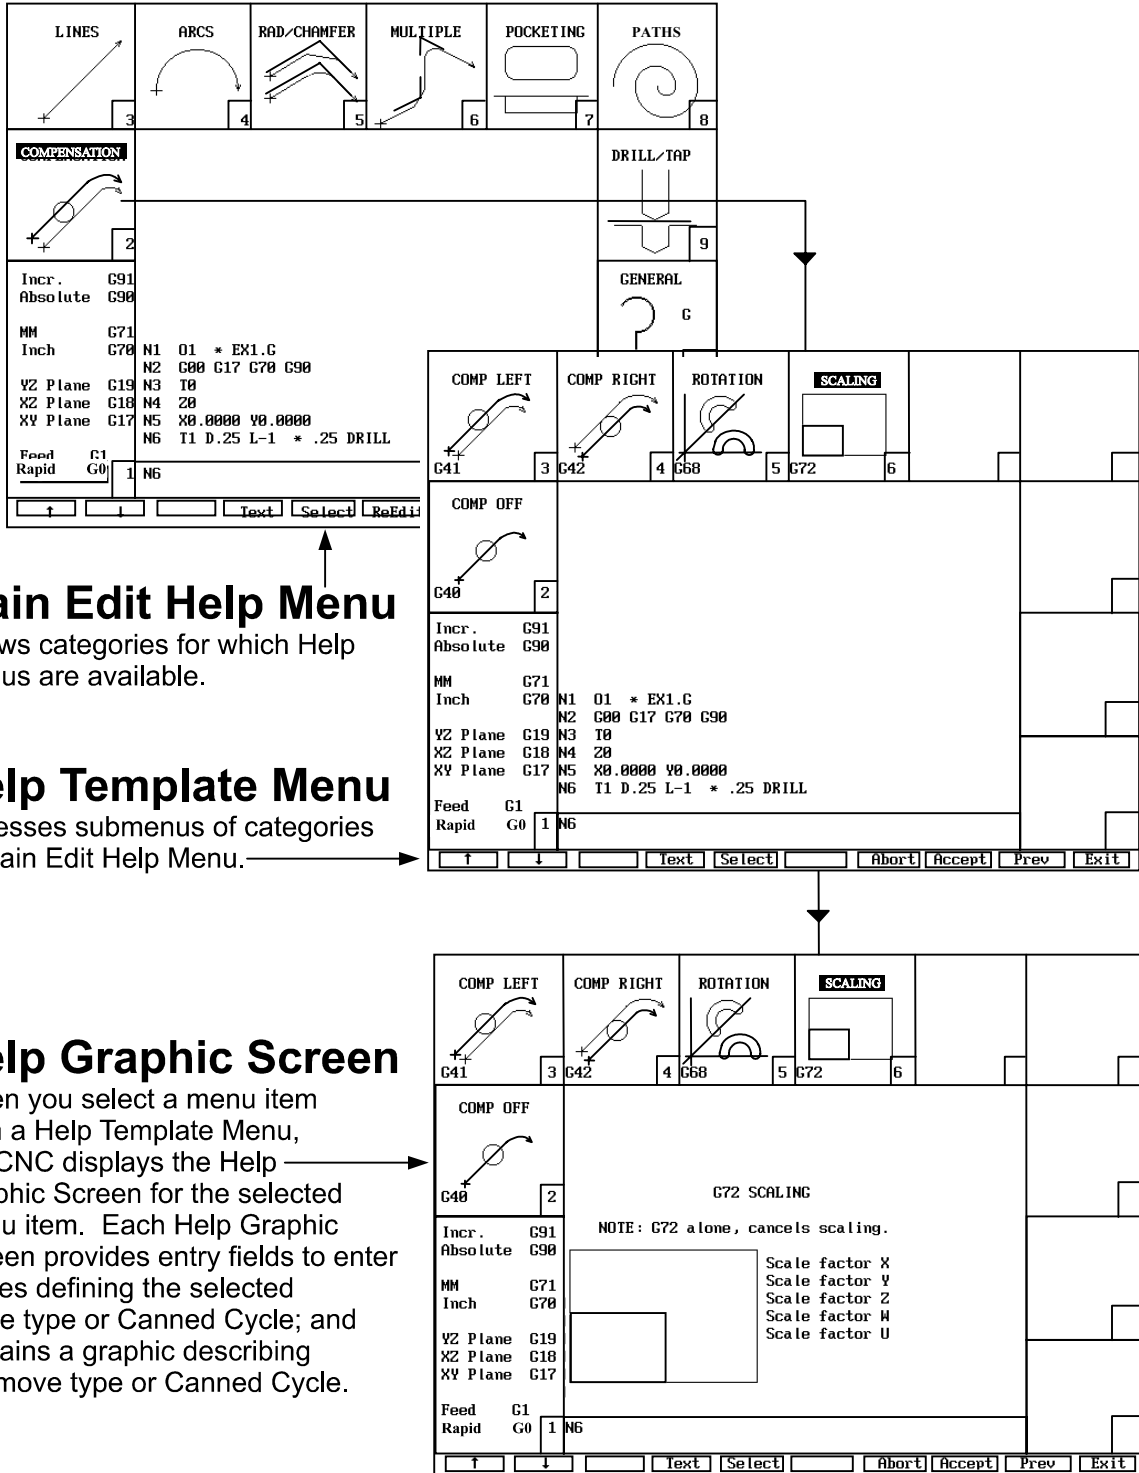 LINES ARCS RAD/CHAMFER MULTIPLE POCKETING PATHS
3 4 5 6 7 8
COMPENSATION
2
DRILL/TAP
9
GENERAL
G
Incr. G91
Absolute G90
MM G71
Inch G70
YZ Plane G19
XZ Plane G18
XY Plane G17
Feed G1
Rapid G0 1
N1 O1 * EX1.G
N2 G00 G17 G70 G90
N3 T0
N4 Z0
N5 X0.0000 Y0.0000
N6 T1 D.25 L-1 * .25 DRILL
N6
↑ ↓ Text Select ReEdit
ain Edit Help Menu
ws categories for which Help
us are available.
COMP LEFT COMP RIGHT ROTATION SCALING
G41 3 G42 4 G68 5 G72 6
COMP OFF
G40 2
Incr. G91
Absolute G90
MM G71
Inch G70
YZ Plane G19
XZ Plane G18
XY Plane G17
Feed G1
Rapid G0 1
N1 O1 * EX1.G
N2 G00 G17 G70 G90
N3 T0
N4 Z0
N5 X0.0000 Y0.0000
N6 T1 D.25 L-1 * .25 DRILL
N6
↑ ↓ Text Select Abort Accept Prev Exit
elp Template Menu
esses submenus of categories
ain Edit Help Menu.
COMP LEFT COMP RIGHT ROTATION SCALING
G41 3 G42 4 G68 5 G72 6
COMP OFF
G40 2
Incr. G91
Absolute G90
MM G71
Inch G70
YZ Plane G19
XZ Plane G18
XY Plane G17
Feed G1
Rapid G0 1
G72 SCALING
NOTE: G72 alone, cancels scaling.
Scale factor X
Scale factor Y
Scale factor Z
Scale factor W
Scale factor U
N6
↑ ↓ Text Select Abort Accept Prev Exit
elp Graphic Screen
en you select a menu item
a Help Template Menu,
CNC displays the Help
phic Screen for the selected
u item. Each Help Graphic
een provides entry fields to enter
es defining the selected
e type or Canned Cycle; and
ains a graphic describing
move type or Canned Cycle.